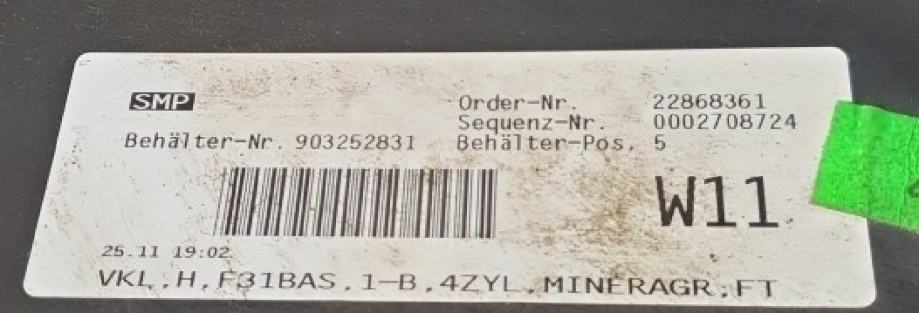 SMP
Order-Nr. 22868361
Sequenz-Nr. 0002708724
Behälter-Nr. 903252831 Behälter-Pos. 5
W11
25.11 19:02
VKL,H,F31BAS,1-B,4ZYL,MINERAGR,FT